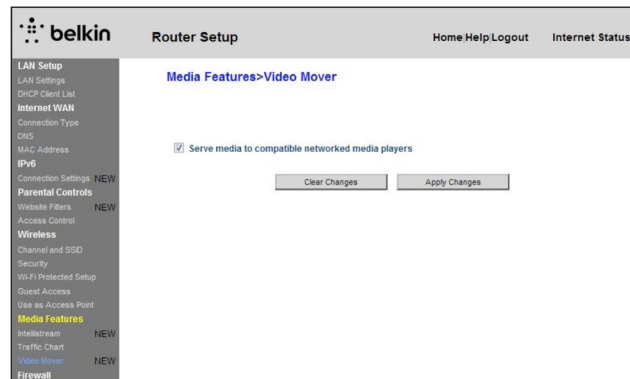 belkin
Router Setup
Home|Help|Logout
Internet Status
LAN Setup
LAN Settings
DHCP Client List
Internet WAN
Connection Type
DNS
MAC Address
IPv6
Connection Settings NEW
Parental Controls
Website Filters NEW
Access Control
Wireless
Channel and SSID
Security
Wi-Fi Protected Setup
Guest Access
Use as Access Point
Media Features
Intellistream NEW
Traffic Chart
Video Mover NEW
Firewall
Media Features>Video Mover
Serve media to compatible networked media players
Clear Changes
Apply Changes